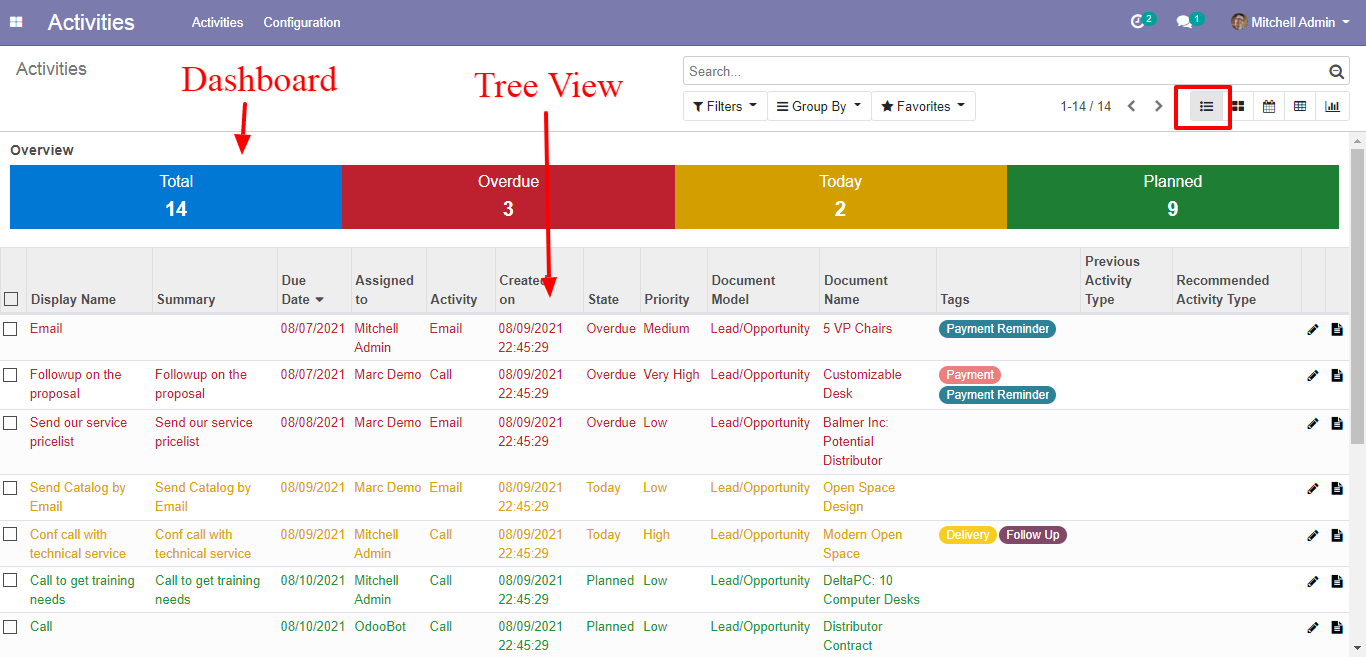 Activities Activities Configuration 2 1 Mitchell Admin
Activities
Dashboard
Tree View
Search...
Filters Group By Favorites 1-14 / 14
Overview
Total Overdue Today Planned
14 3 2 9
Display Name Summary Due Date Assigned to Activity Created on State Priority Document Model Document Name Tags Previous Activity Type Recommended Activity Type
Email 08/07/2021 Mitchell Email 08/09/2021 Overdue Medium Lead/Opportunity 5 VP Chairs Payment Reminder
Admin 22:45:29
Followup on the Followup on the 08/07/2021 Marc Demo Call 08/09/2021 Overdue Very High Lead/Opportunity Customizable Payment
proposal proposal 22:45:29 Desk Payment Reminder
Send our service Send our service 08/08/2021 Marc Demo Email 08/09/2021 Overdue Low Lead/Opportunity Balmer Inc:
pricelist pricelist 22:45:29 Potential
Distributor
Send Catalog by Send Catalog by 08/09/2021 Marc Demo Email 08/09/2021 Today Low Lead/Opportunity Open Space
Email Email 22:45:29 Design
Conf call with Conf call with 08/09/2021 Mitchell Call 08/09/2021 Today High Lead/Opportunity Modern Open Delivery Follow Up
technical service technical service Admin 22:45:29 Space
Call to get training Call to get training 08/10/2021 Mitchell Call 08/09/2021 Planned Low Lead/Opportunity DeltaPC: 10
needs needs Admin 22:45:29 Computer Desks
Call 08/10/2021 OdooBot Call 08/09/2021 Planned Low Lead/Opportunity Distributor
22:45:29 Contract